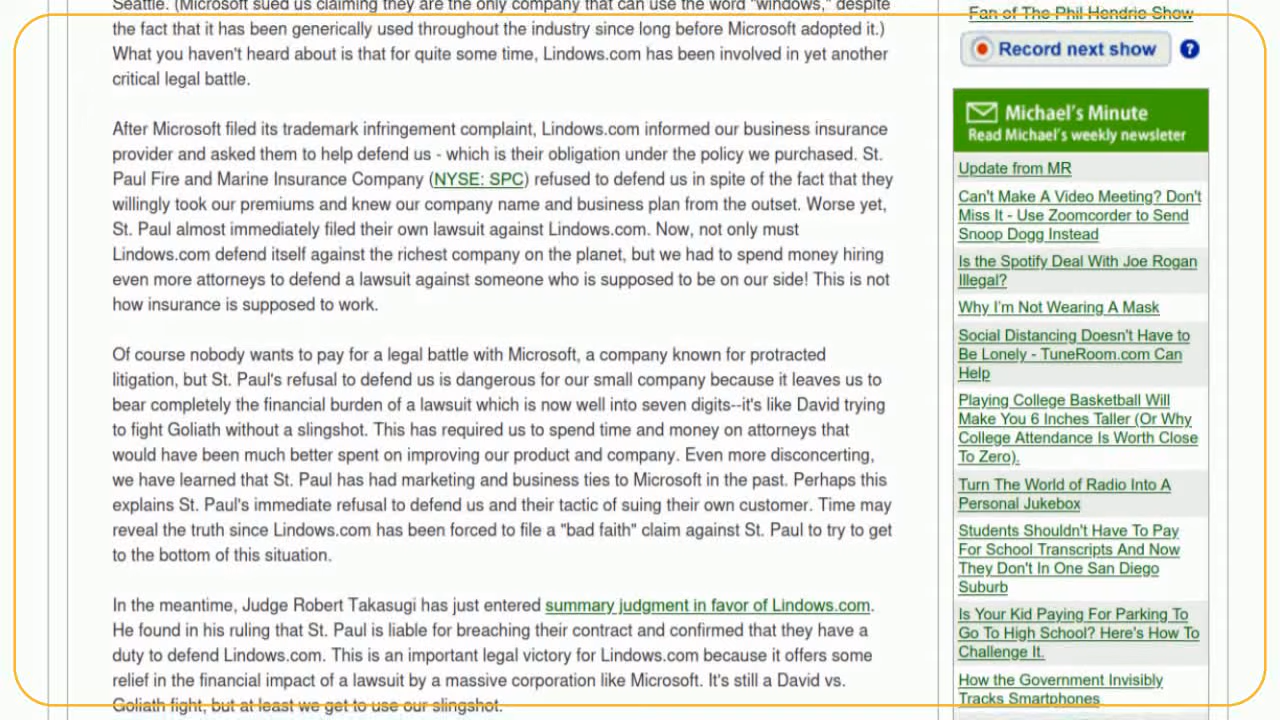 Seattle. (Microsoft sued us claiming they are the only company that can use the word "windows," despite
the fact that it has been generically used throughout the industry since long before Microsoft adopted it.)
What you haven't heard about is that for quite some time, Lindows.com has been involved in yet another
critical legal battle.
After Microsoft filed its trademark infringement complaint, Lindows.com informed our business insurance
provider and asked them to help defend us - which is their obligation under the policy we purchased. St.
Paul Fire and Marine Insurance Company (NYSE: SPC) refused to defend us in spite of the fact that they
willingly took our premiums and knew our company name and business plan from the outset. Worse yet,
St. Paul almost immediately filed their own lawsuit against Lindows.com. Now, not only must
Lindows.com defend itself against the richest company on the planet, but we had to spend money hiring
even more attorneys to defend a lawsuit against someone who is supposed to be on our side! This is not
how insurance is supposed to work.
Of course nobody wants to pay for a legal battle with Microsoft, a company known for protracted
litigation, but St. Paul's refusal to defend us is dangerous for our small company because it leaves us to
bear completely the financial burden of a lawsuit which is now well into seven digits--it's like David trying
to fight Goliath without a slingshot. This has required us to spend time and money on attorneys that
would have been much better spent on improving our product and company. Even more disconcerting,
we have learned that St. Paul has had marketing and business ties to Microsoft in the past. Perhaps this
explains St. Paul's immediate refusal to defend us and their tactic of suing their own customer. Time may
reveal the truth since Lindows.com has been forced to file a "bad faith" claim against St. Paul to try to get
to the bottom of this situation.
In the meantime, Judge Robert Takasugi has just entered summary judgment in favor of Lindows.com.
He found in his ruling that St. Paul is liable for breaching their contract and confirmed that they have a
duty to defend Lindows.com. This is an important legal victory for Lindows.com because it offers some
relief in the financial impact of a lawsuit by a massive corporation like Microsoft. It's still a David vs.
Goliath fight, but at least we get to use our slingshot.
Fan of The Phil Hendrie Show
Record next show ?
Michael's Minute
Read Michael's weekly newsletter
Update from MR
Can't Make A Video Meeting? Don't
Miss It - Use Zoomcorder to Send
Snoop Dogg Instead
Is the Spotify Deal With Joe Rogan
Illegal?
Why I'm Not Wearing A Mask
Social Distancing Doesn't Have to
Be Lonely - TuneRoom.com Can
Help
Playing College Basketball Will
Make You 6 Inches Taller (Or Why
College Attendance Is Worth Close
To Zero).
Turn The World of Radio Into A
Personal Jukebox
Students Shouldn't Have To Pay
For School Transcripts And Now
They Don't In One San Diego
Suburb
Is Your Kid Paying For Parking To
Go To High School? Here's How To
Challenge It.
How the Government Invisibly
Tracks Smartphones